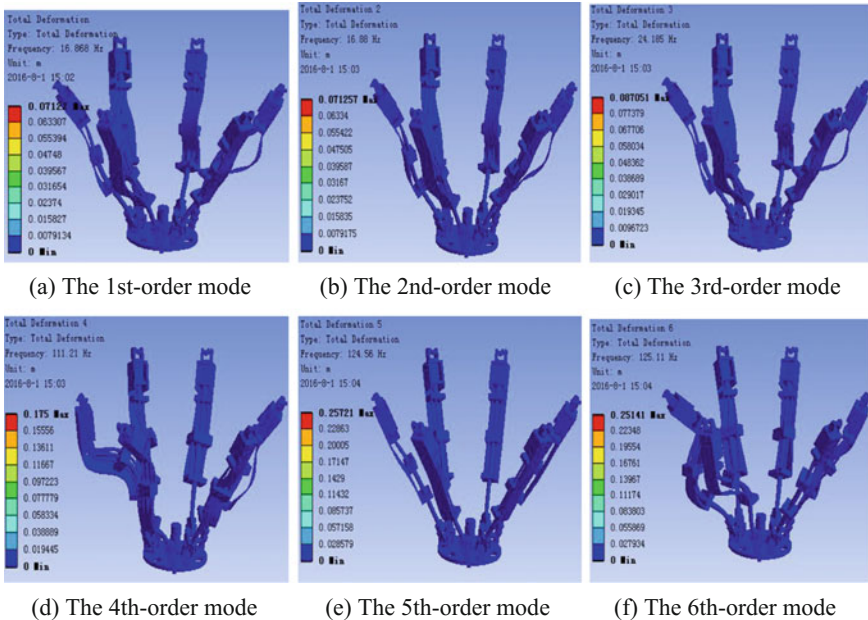 Total Deformation
Type: Total Deformation
Frequency: 16.868 Hz
Unit: m
2016-8-1 15:02
0.07122 Max
0.063307
0.055394
0.04748
0.039567
0.031654
0.02374
0.015827
0.0079134
0 Min
(a) The 1st-order mode
Total Deformation 2
Type: Total Deformation
Frequency: 16.88 Hz
Unit: m
2016-8-1 15:03
0.071257 Max
0.06334
0.055422
0.047505
0.039587
0.03167
0.023752
0.015835
0.0079175
0 Min
(b) The 2nd-order mode
Total Deformation 3
Type: Total Deformation
Frequency: 24.185 Hz
Unit: m
2016-8-1 15:03
0.087051 Max
0.077379
0.067706
0.058034
0.048362
0.038689
0.029017
0.019345
0.0096723
0 Min
(c) The 3rd-order mode
Total Deformation 4
Type: Total Deformation
Frequency: 111.21 Hz
Unit: m
2016-8-1 15:03
0.175 Max
0.15556
0.13611
0.11667
0.097223
0.077779
0.058334
0.038889
0.019445
0 Min
(d) The 4th-order mode
Total Deformation 5
Type: Total Deformation
Frequency: 124.56 Hz
Unit: m
2016-8-1 15:04
0.25721 Max
0.22863
0.20005
0.17147
0.1429
0.11432
0.085737
0.057158
0.028579
0 Min
(e) The 5th-order mode
Total Deformation 6
Type: Total Deformation
Frequency: 125.11 Hz
Unit: m
2016-8-1 15:04
0.25141 Max
0.22348
0.19554
0.16761
0.13967
0.11174
0.083803
0.055869
0.027934
0 Min
(f) The 6th-order mode